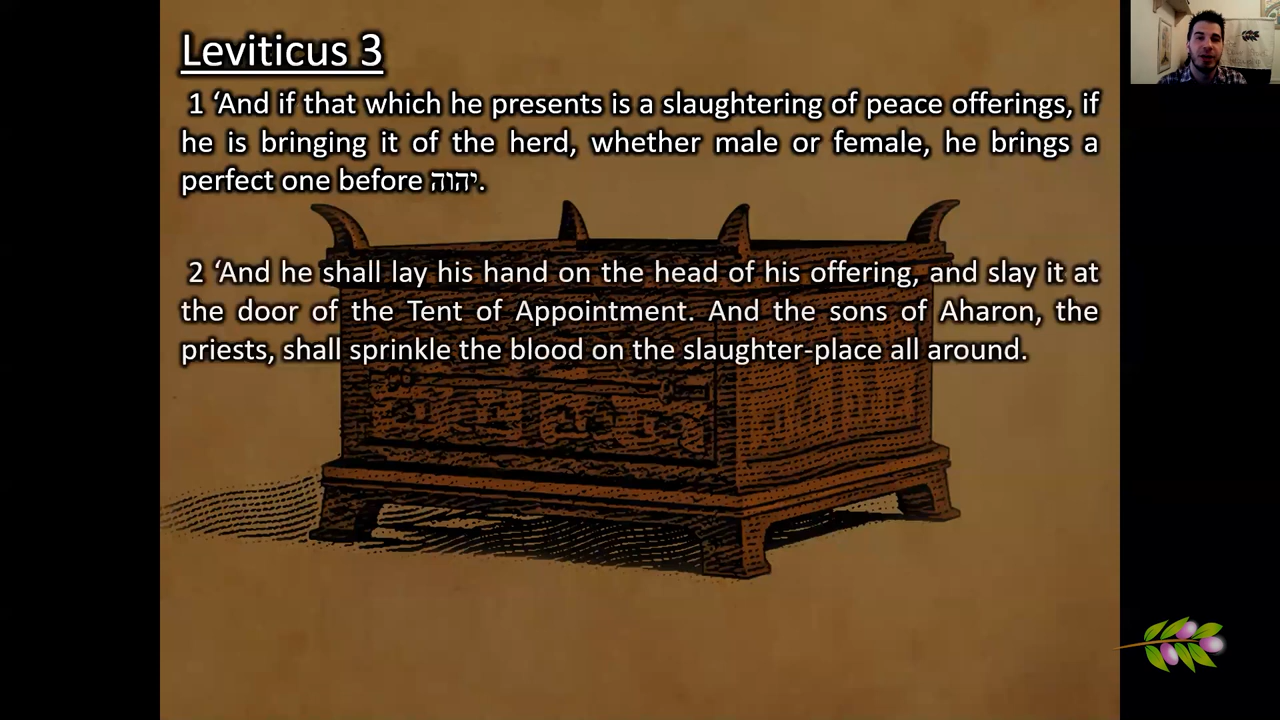 Leviticus 3
1 ‘And if that which he presents is a slaughtering of peace offerings, if
he is bringing it of the herd, whether male or female, he brings a
perfect one before יהוה.
2 ‘And he shall lay his hand on the head of his offering, and slay it at
the door of the Tent of Appointment. And the sons of Aharon, the
priests, shall sprinkle the blood on the slaughter-place all around.